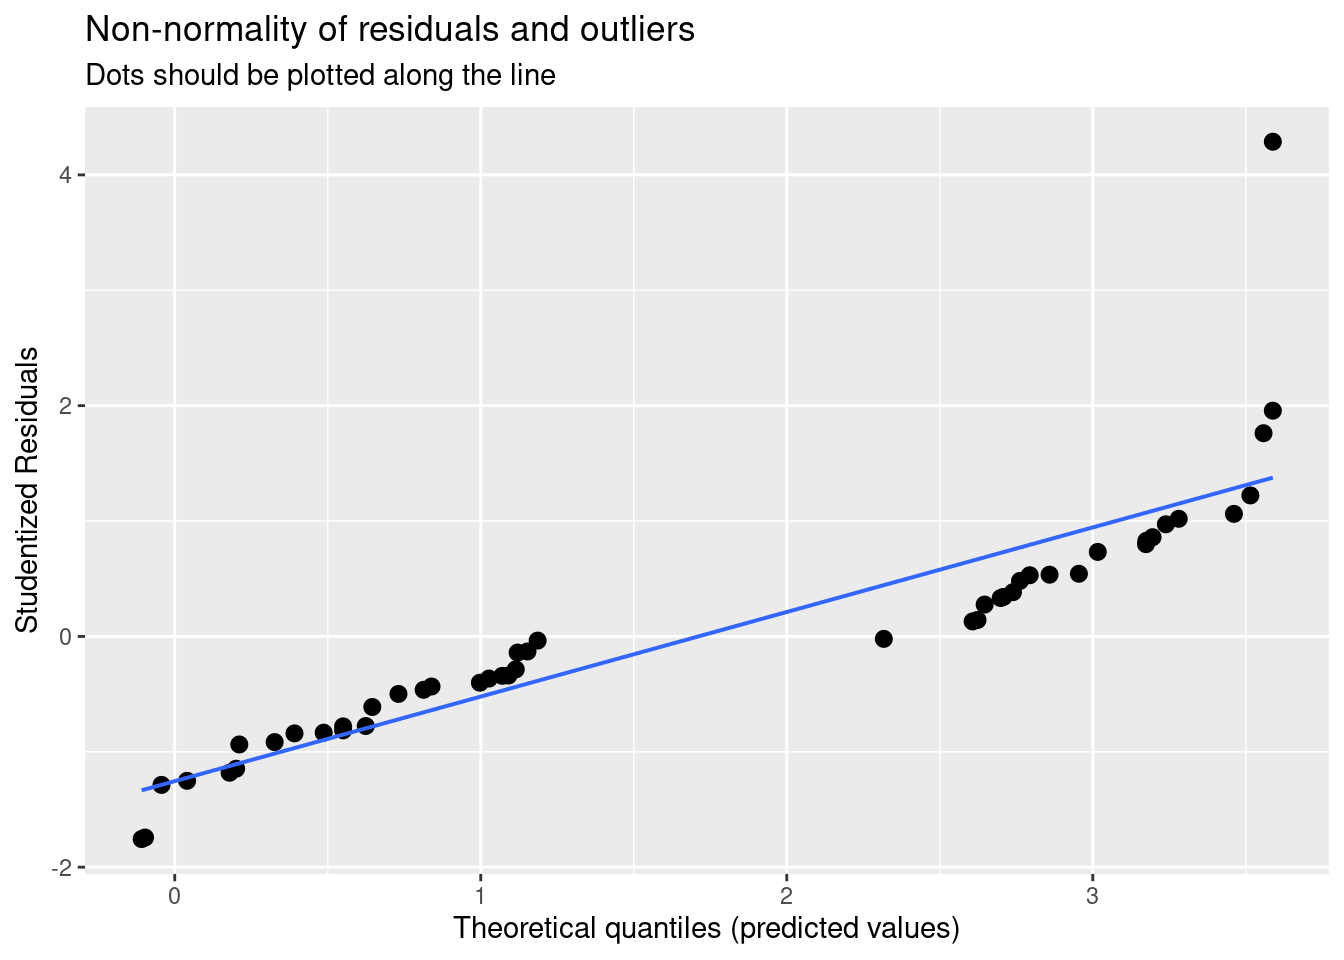 Non-normality of residuals and outliers
Dots should be plotted along the line
4
2
0
-2
Studentized Residuals
0 1 2 3
Theoretical quantiles (predicted values)